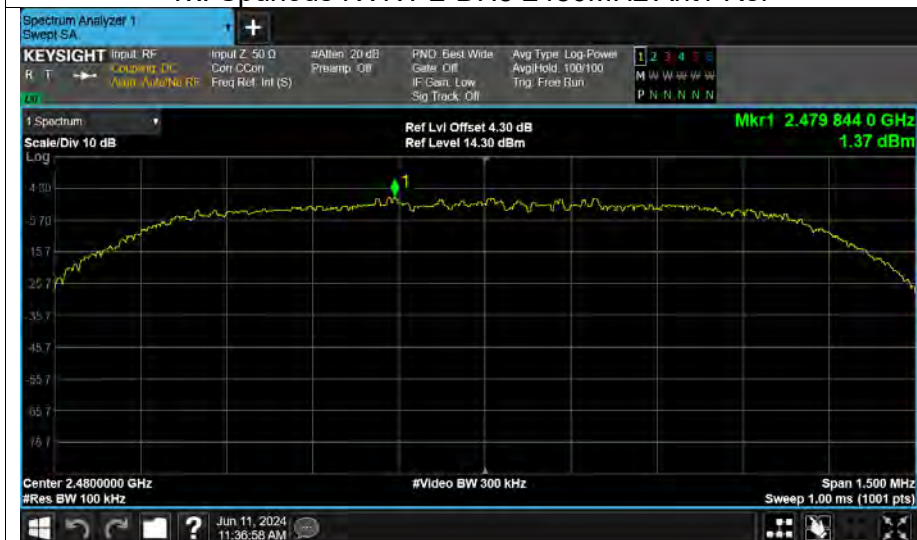 Spectrum Analyzer 1
Swept SA
+
KEYSIGHT Input: RF Input Z: 50 Ω #Atten: 20 dB PNO: Best Wide Avg Type: Log-Power 1 2 3 4 5 6
R T Coupling: DC Corr CCorr Preamp: Off Gate: Off Avg|Hold: 100/100 M W W W W W
Align: Auto/No RF Freq Ref: Int (S) IF Gain: Low Trig: Free Run
Sig Track: Off P N N N N N
1 Spectrum
Scale/Div 10 dB
Log
Ref Lvl Offset 4.30 dB
Ref Level 14.30 dBm
Mkr1 2.479 844 0 GHz
1.37 dBm
4.30
1
-5.70
-15.7
-25.7
-35.7
-45.7
-55.7
-65.7
-75.7
Center 2.4800000 GHz #Video BW 300 kHz Span 1.500 MHz
#Res BW 100 kHz Sweep 1.00 ms (1001 pts)
? Jun 11, 2024
11:36:58 AM